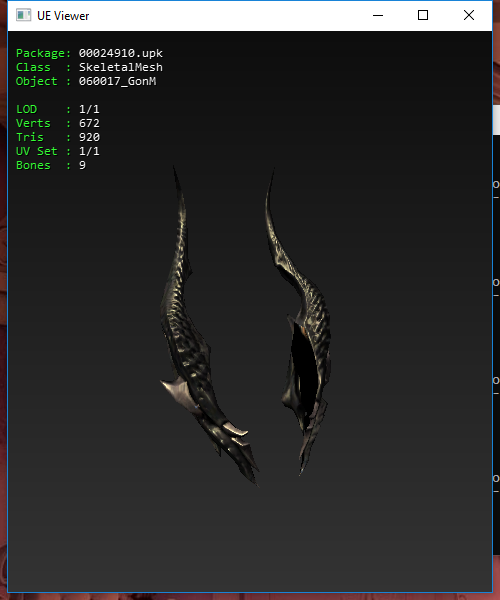 UE Viewer
Package: 00024910.upk
Class : SkeletalMesh
Object : 060017_GonM
LOD : 1/1
Verts : 672
Tris : 920
UV Set : 1/1
Bones : 9